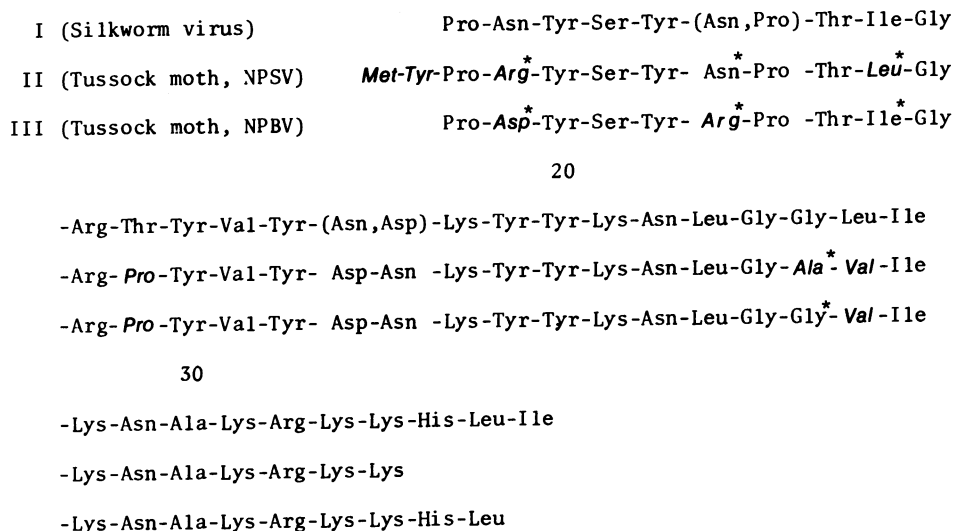 I (Silkworm virus) Pro-Asn-Tyr-Ser-Tyr-(Asn,Pro)-Thr-Ile-Gly
II (Tussock moth, NPSV) Met-Tyr-Pro-Arg*-Tyr-Ser-Tyr- Asn*-Pro -Thr-Leu*-Gly
III (Tussock moth, NPBV) Pro-Asp*-Tyr-Ser-Tyr- Arg*-Pro -Thr-Ile*-Gly
20
-Arg-Thr-Tyr-Val-Tyr-(Asn,Asp)-Lys-Tyr-Tyr-Lys-Asn-Leu-Gly-Gly-Leu-Ile
-Arg-Pro-Tyr-Val-Tyr- Asp-Asn -Lys-Tyr-Tyr-Lys-Asn-Leu-Gly-Ala*-Val-Ile
-Arg-Pro-Tyr-Val-Tyr- Asp-Asn -Lys-Tyr-Tyr-Lys-Asn-Leu-Gly-Gly*-Val-Ile
30
-Lys-Asn-Ala-Lys-Arg-Lys-Lys-His-Leu-Ile
-Lys-Asn-Ala-Lys-Arg-Lys-Lys
-Lys-Asn-Ala-Lys-Arg-Lys-Lys-His-Leu